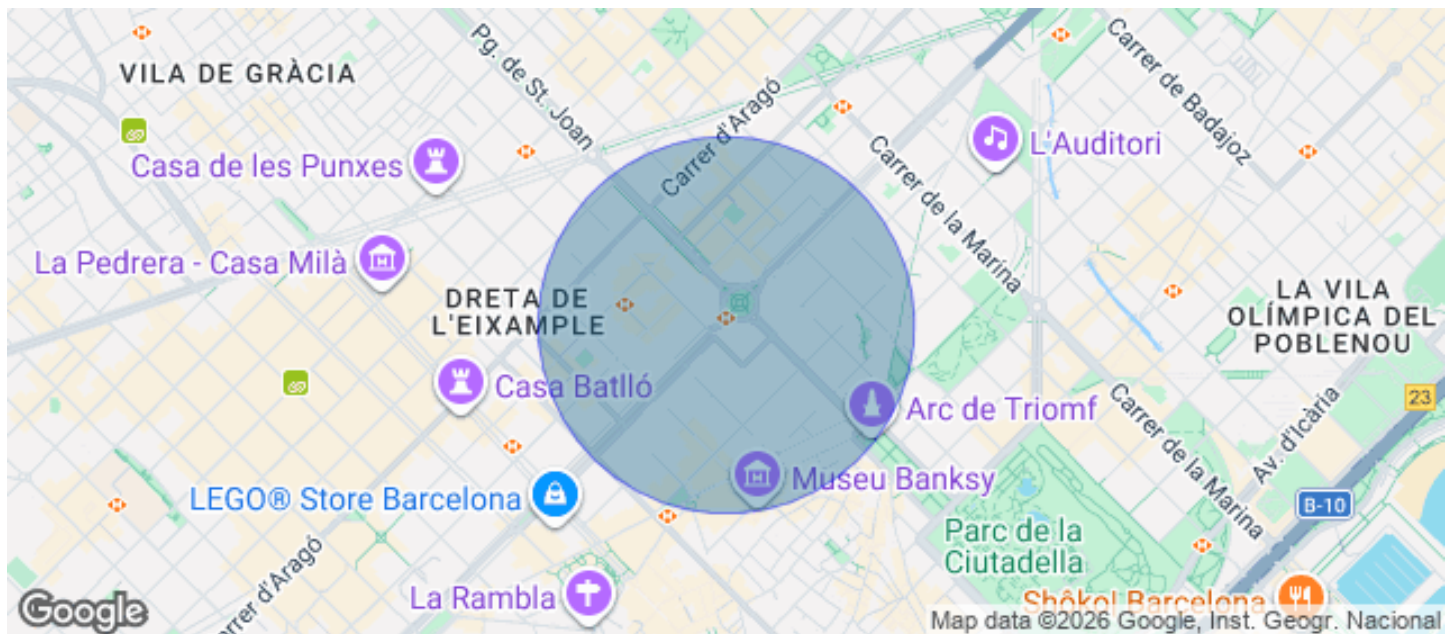 VILA DE GRÀCIA
Pg. de St. Joan
Carrer d'Aragó
Carrer de Badajoz
Casa de les Punxes
L'Auditori
Carrer de la Marina
La Pedrera - Casa Milà
DRETA DE
L'EIXAMPLE
LA VILA
OLÍMPICA DEL
POBLENOU
Casa Batlló
Arc de Triomf
23
Carrer de la Marina
Av. d'Icària
LEGO® Store Barcelona
Museu Banksy
B-10
Parc de la
Ciutadella
Carrer d'Aragó
La Rambla
Shôko! Barcelona
Google
Map data ©2026 Google, Inst. Geogr. Nacional